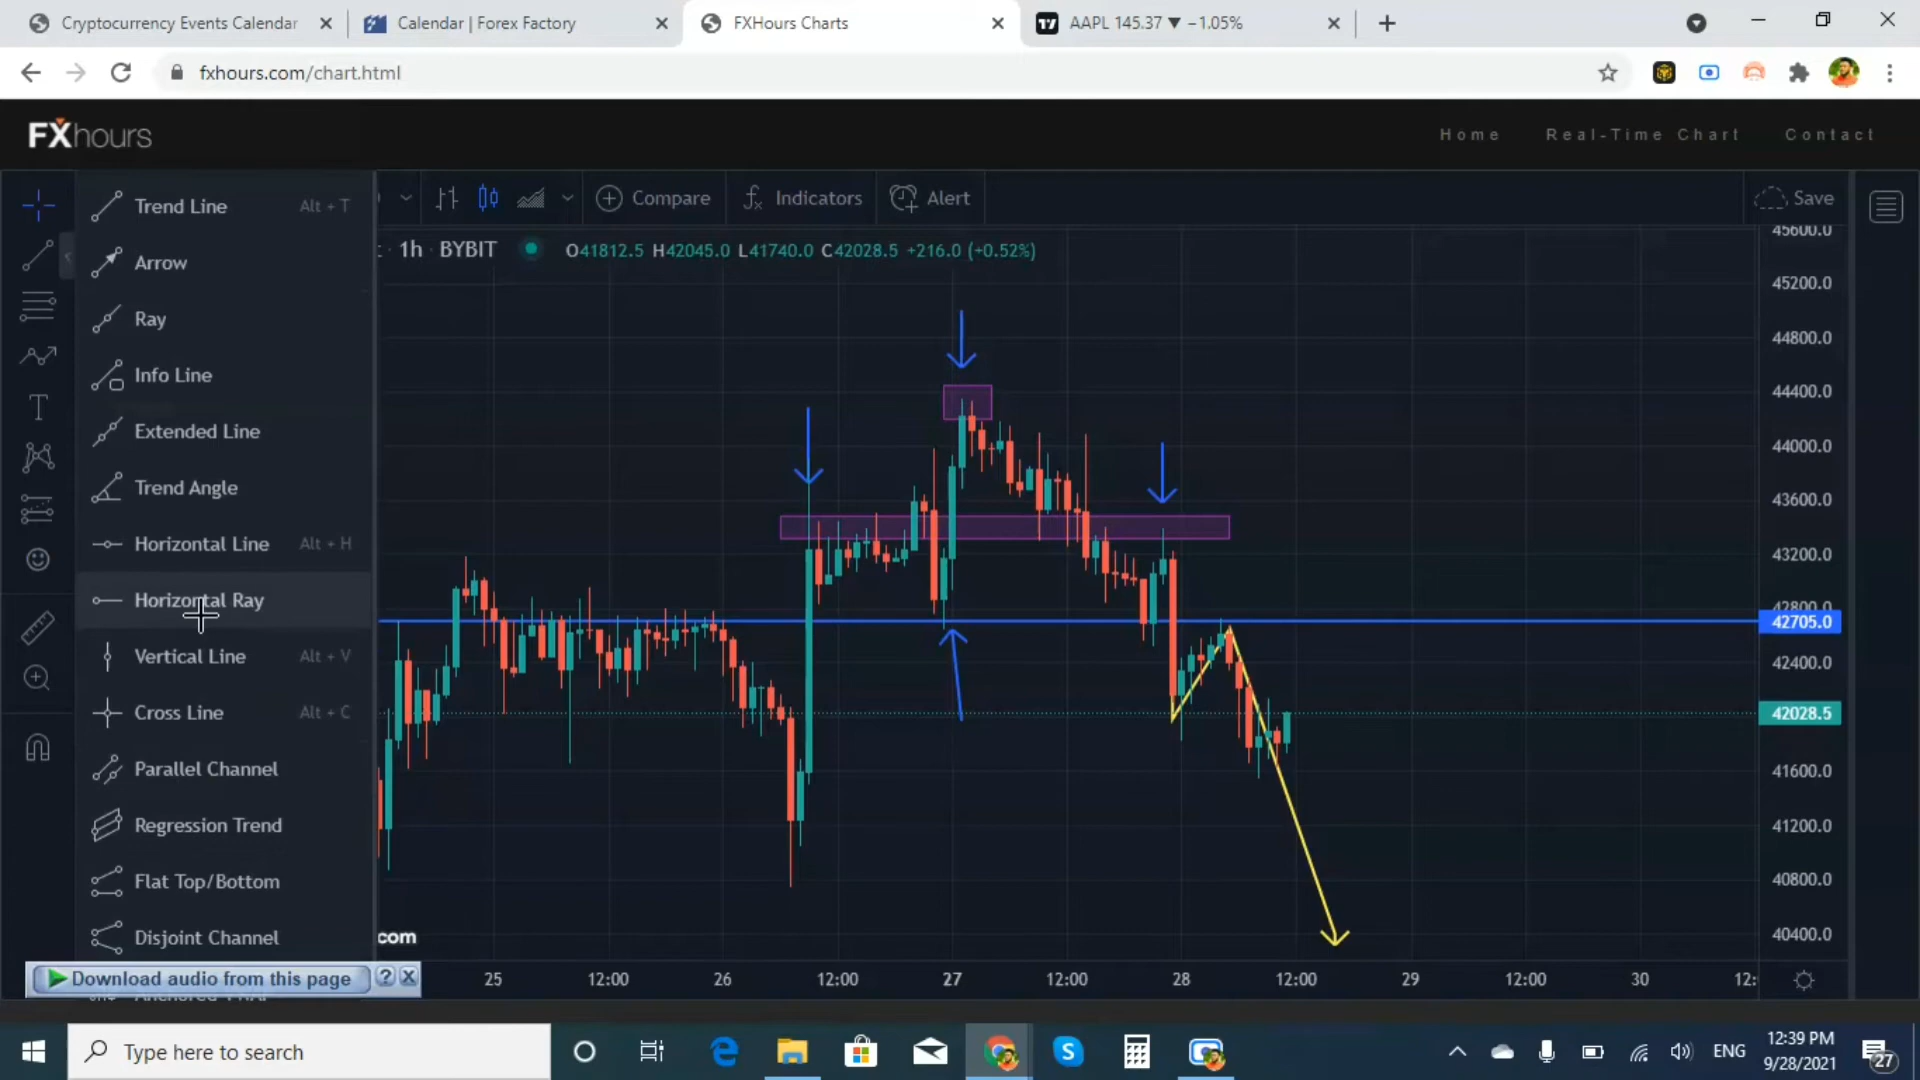 Cryptocurrency Events Calendar
Calendar | Forex Factory
FXHours Charts
AAPL 145.37 ▼ −1.05%
fxhours.com/chart.html
FXhours
Home Real-Time Chart Contact
Compare Indicators Alert Save
Trend Line Alt + T
Arrow
Ray
Info Line
Extended Line
Trend Angle
Horizontal Line Alt + H
Horizontal Ray
Vertical Line Alt + V
Cross Line Alt + C
Parallel Channel
Regression Trend
Flat Top/Bottom
Disjoint Channel
T
1h · BYBIT O41812.5 H42045.0 L41740.0 C42028.5 +216.0 (+0.52%)
45600.0
45200.0
44800.0
44400.0
44000.0
43600.0
43200.0
42800.0
42705.0
42400.0
42028.5
41600.0
41200.0
40800.0
40400.0
com
Download audio from this page
25 12:00 26 12:00 27 12:00 28 12:00 29 12:00 30 12:
Type here to search
ENG
12:39 PM
9/28/2021
27